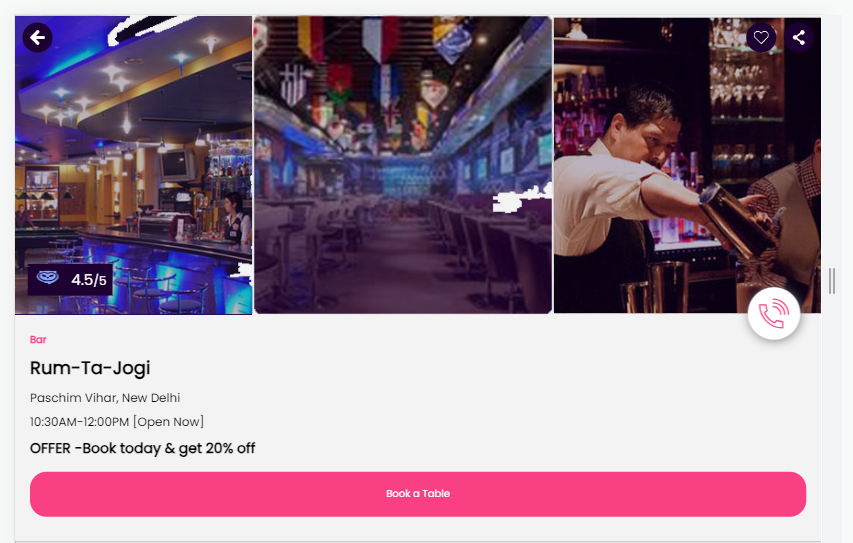 4.5/5
Bar
Rum-Ta-Jogi
Paschim Vihar, New Delhi
10:30AM-12:00PM [Open Now]
OFFER -Book today & get 20% off
Book a Table